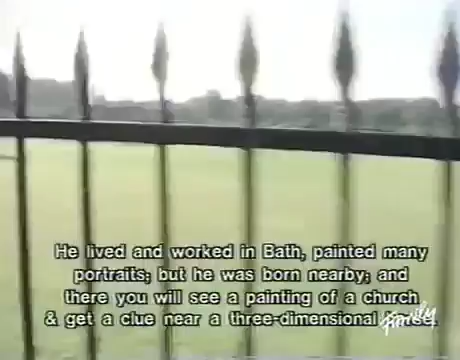 He lived and worked in Bath, painted many
portraits; but he was born nearby; and
there you will see a painting of a church
& get a clue near a three-dimensional
Family